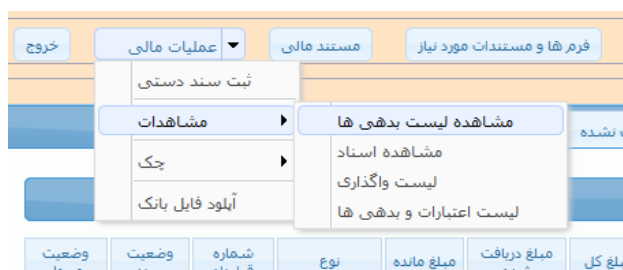 فرم ها و مستندات مورد نیاز
مستند مالی
عملیات مالی
خروج
ثبت سند دستی
مشاهدات
چک
آپلود فایل بانک
مشاهده لیست بدهی ها
مشاهده اسناد
لیست واگذاری
لیست اعتبارات و بدهی ها
نشده
مبلغ دریافت
مبلغ مانده
نوع
شماره
وضعیت
وضعیت